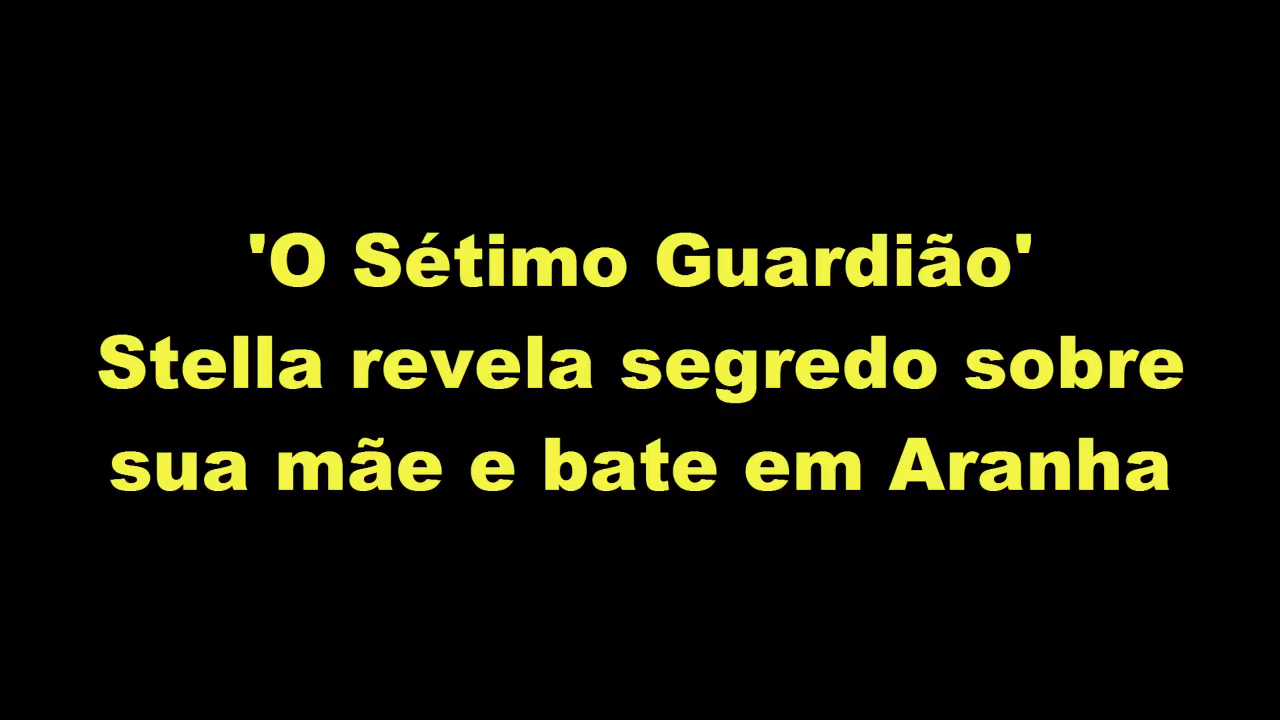 'O Sétimo Guardião'
Stella revela segredo sobre
sua mãe e bate em Aranha